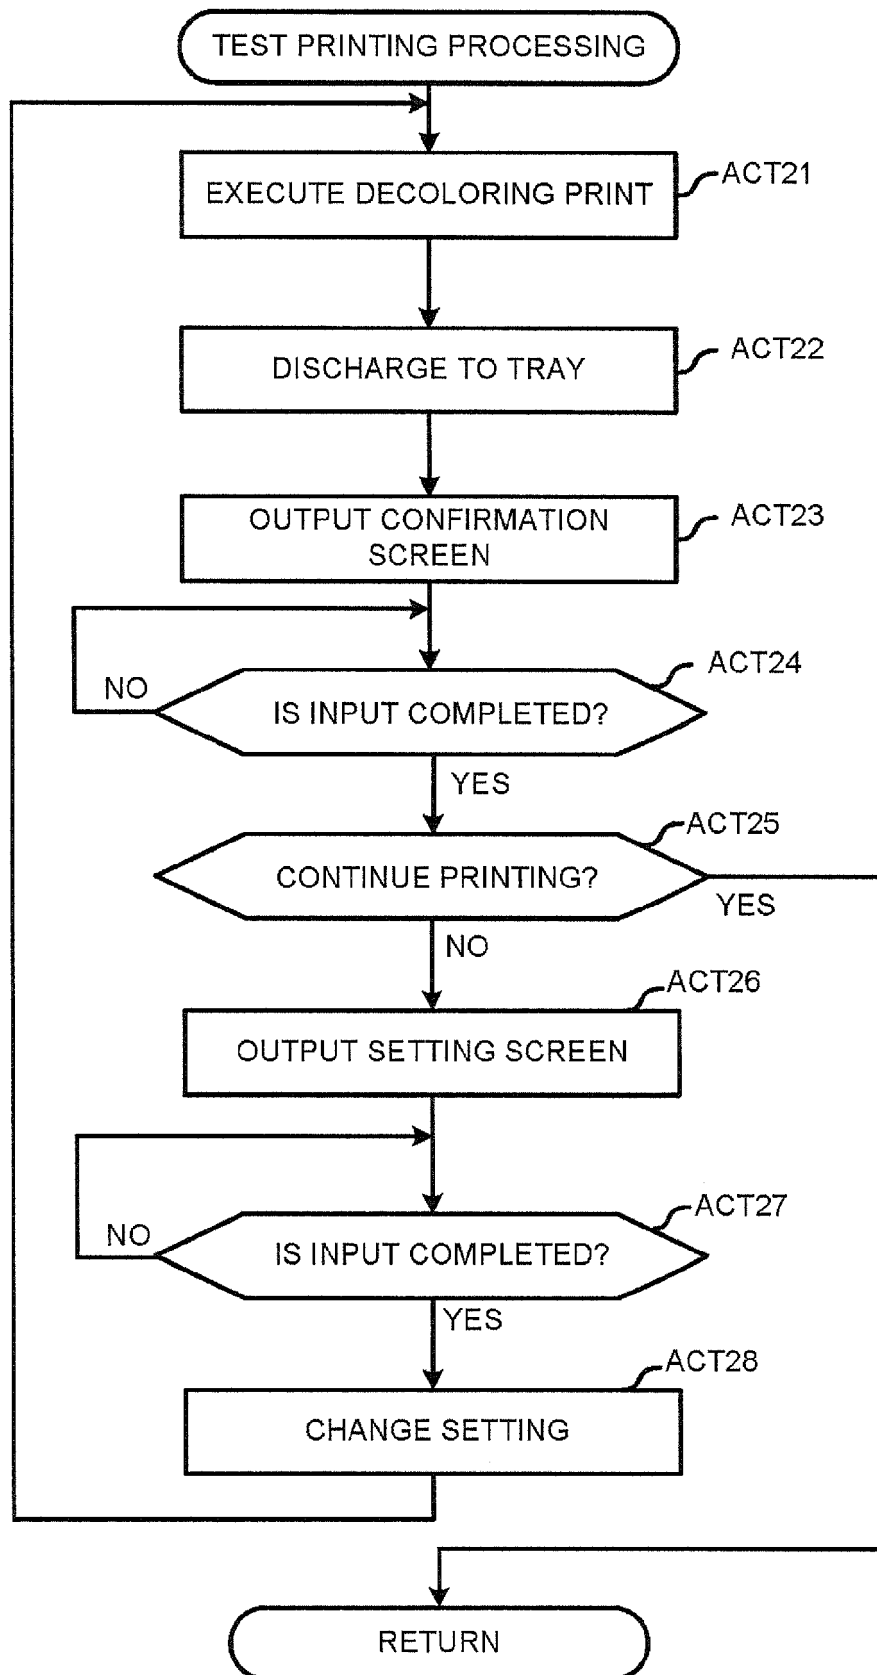 TEST PRINTING PROCESSING
EXECUTE DECOLORING PRINT
ACT21
DISCHARGE TO TRAY
ACT22
OUTPUT CONFIRMATION
SCREEN
ACT23
ACT24
NO
IS INPUT COMPLETED?
YES
ACT25
CONTINUE PRINTING?
YES
NO
ACT26
OUTPUT SETTING SCREEN
ACT27
NO
IS INPUT COMPLETED?
YES
ACT28
CHANGE SETTING
RETURN